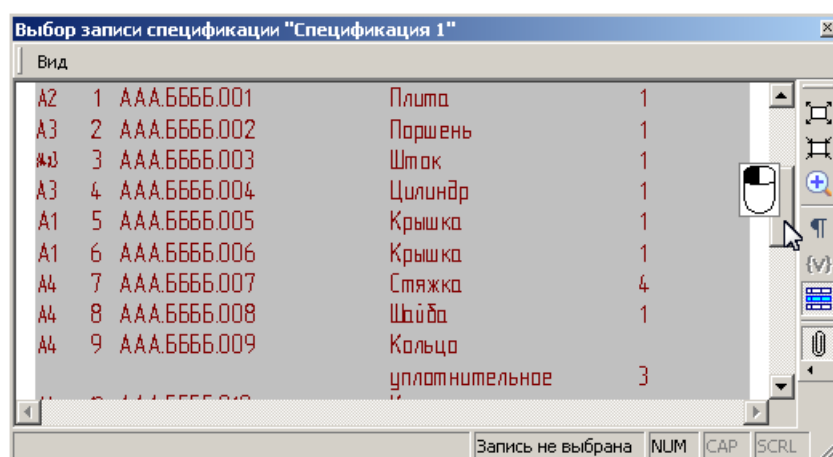 Выбор записи спецификации "Спецификация 1"
Вид
А2 1 ААА.ББББ.001 Плита 1
А3 2 ААА.ББББ.002 Поршень 1
3 ААА.ББББ.003 Шток 1
А3 4 ААА.ББББ.004 Цилиндр 1
А1 5 ААА.ББББ.005 Крышка 1
А1 6 ААА.ББББ.006 Крышка 1
А4 7 ААА.ББББ.007 Стяжка 4
А4 8 ААА.ББББ.008 Шайба 1
А4 9 ААА.ББББ.009 Кольцо
уплотнительное 3
Запись не выбрана NUM CAP SCRL